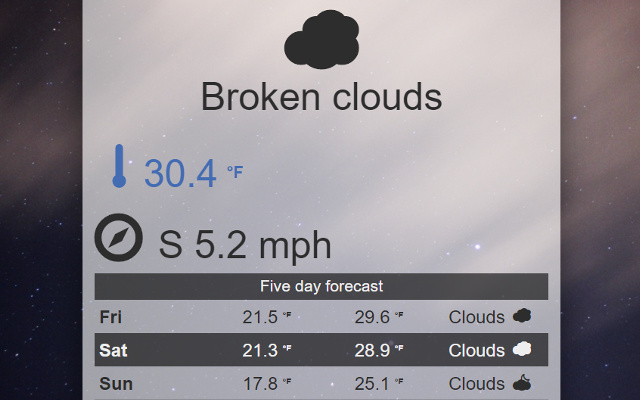 Broken clouds
30.4 °F
S 5.2 mph
Five day forecast
Fri 21.5 °F 29.6 °F Clouds
Sat 21.3 °F 28.9 °F Clouds
Sun 17.8 °F 25.1 °F Clouds